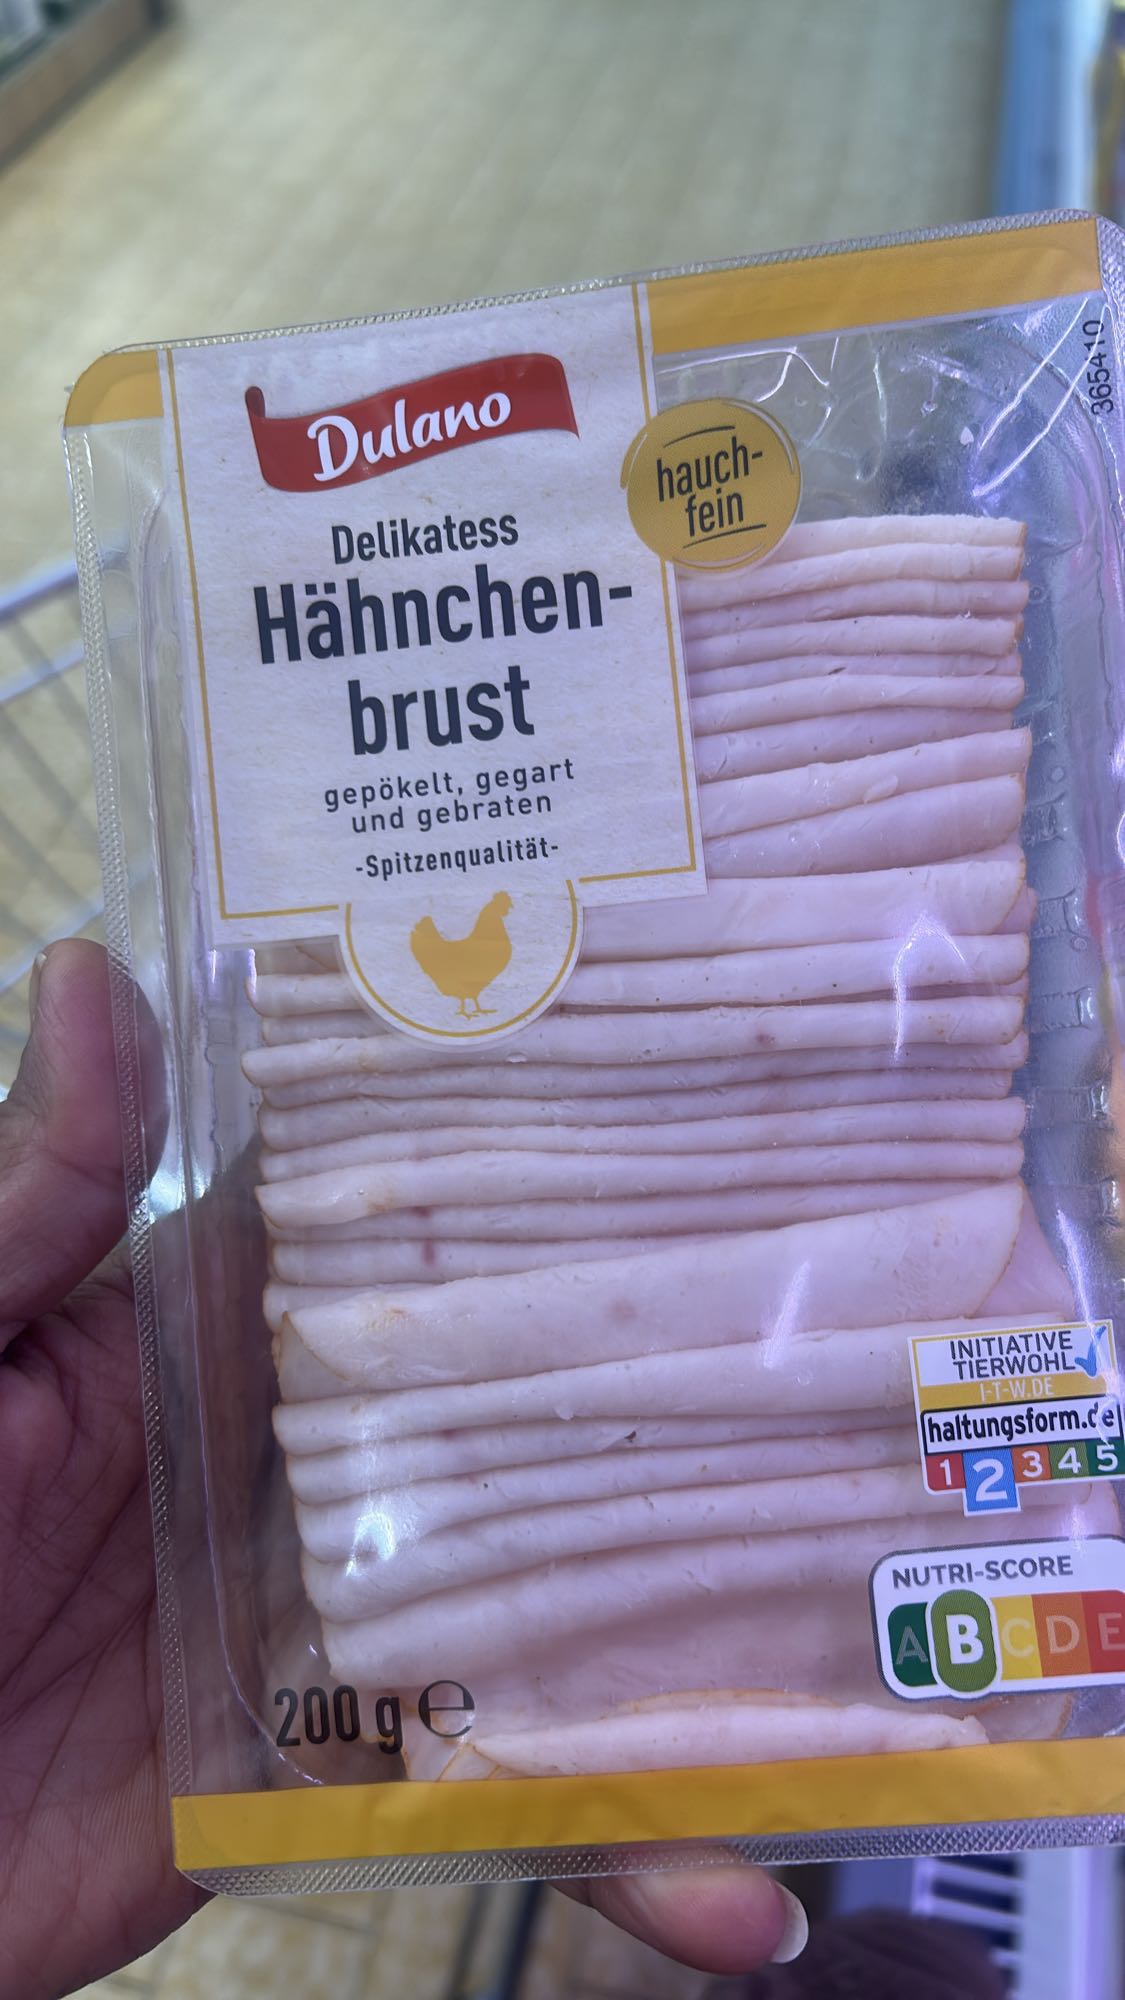 365410
Dulano
hauch-
fein
Delikatess
Hähnchen-
brust
gepökelt, gegart
und gebraten
-Spitzenqualität-
INITIATIVE
TIERWOHL
I-T-W.DE
haltungsform.de
1 2 3 4 5
NUTRI-SCORE
A B C D E
200 g e